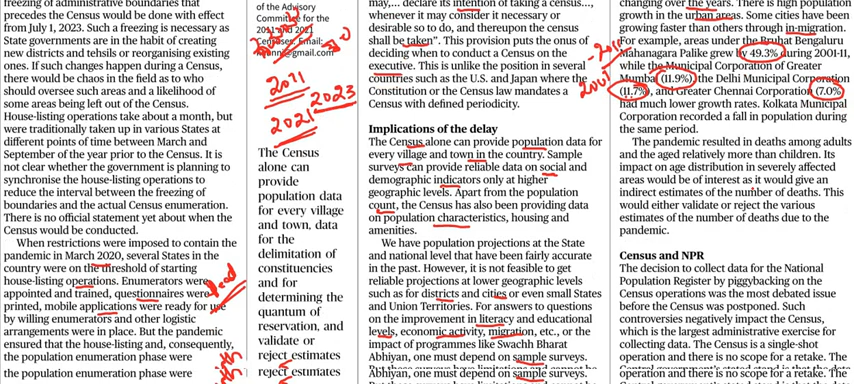 freezing of administrative boundaries that
precedes the Census would be done with effect
from July 1, 2023. Such a freezing is necessary as
State governments are in the habit of creating
new districts and tehsils or reorganising existing
ones. If such changes happen during a Census,
there would be chaos in the field as to who
should oversee such areas and a likelihood of
some areas being left out of the Census.
House-listing operations take about a month, but
were traditionally taken up in various States at
different points of time between March and
September of the year prior to the Census. It is
not clear whether the government is planning to
synchronise the house-listing operations to
reduce the interval between the freezing of
boundaries and the actual Census enumeration.
There is no official statement yet about when the
Census would be conducted.
When restrictions were imposed to contain the
pandemic in March 2020, several States in the
country were on the threshold of starting
house-listing operations. Enumerators were
appointed and trained, questionnaires were
printed, mobile applications were ready for use
by willing enumerators and other logistic
arrangements were in place. But the pandemic
ensured that the house-listing and, consequently,
the population enumeration phase were
the population enumeration phase were
of the Advisory
Committee for the
2011 and 2021
Censuses. Email:
2011
2023
2021
The Census
alone can
provide
population data
for every village
and town, data
for the
delimitation of
constituencies
and for
determining the
quantum of
reservation, and
validate or
reject estimates
reject estimates
may,... declare its intention of taking a census...,
whenever it may consider it necessary or
desirable so to do, and thereupon the census
shall be taken". This provision puts the onus of
deciding when to conduct a Census on the
executive. This is unlike the position in several
countries such as the U.S. and Japan where the
Constitution or the Census law mandates a
Census with defined periodicity.
Implications of the delay
The Census alone can provide population data for
every village and town in the country. Sample
surveys can provide reliable data on social and
demographic indicators only at higher
geographic levels. Apart from the population
count, the Census has also been providing data
on population characteristics, housing and
amenities.
We have population projections at the State
and national level that have been fairly accurate
in the past. However, it is not feasible to get
reliable projections at lower geographic levels
such as for districts and cities or even small States
and Union Territories. For answers to questions
on the improvement in literacy and educational
levels, economic activity, migration, etc., or the
impact of programmes like Swachh Bharat
Abhiyan, one must depend on sample surveys.
Abhiyan, one must depend on sample surveys.
2001
-2011
changing over the years. There is high population
growth in the urban areas. Some cities have been
growing faster than others through in-migration.
For example, areas under the Bruhat Bengaluru
Mahanagara Palike grew by 49.3% during 2001-11,
while the Municipal Corporation of Greater
Mumbai (11.9%) the Delhi Municipal Corporation
(11.7%), and Greater Chennai Corporation (7.0%)
had much lower growth rates. Kolkata Municipal
Corporation recorded a fall in population during
the same period.
The pandemic resulted in deaths among adults
and the aged relatively more than children. Its
impact on age distribution in severely affected
areas would be of interest as it would give an
indirect estimates of the number of deaths. This
would either validate or reject the various
estimates of the number of deaths due to the
pandemic.
Census and NPR
The decision to collect data for the National
Population Register by piggybacking on the
Census operations was the most debated issue
before the Census was postponed. Such
controversies negatively impact the Census,
which is the largest administrative exercise for
collecting data. The Census is a single-shot
operation and there is no scope for a retake. The
operation and there is no scope for a retake. The